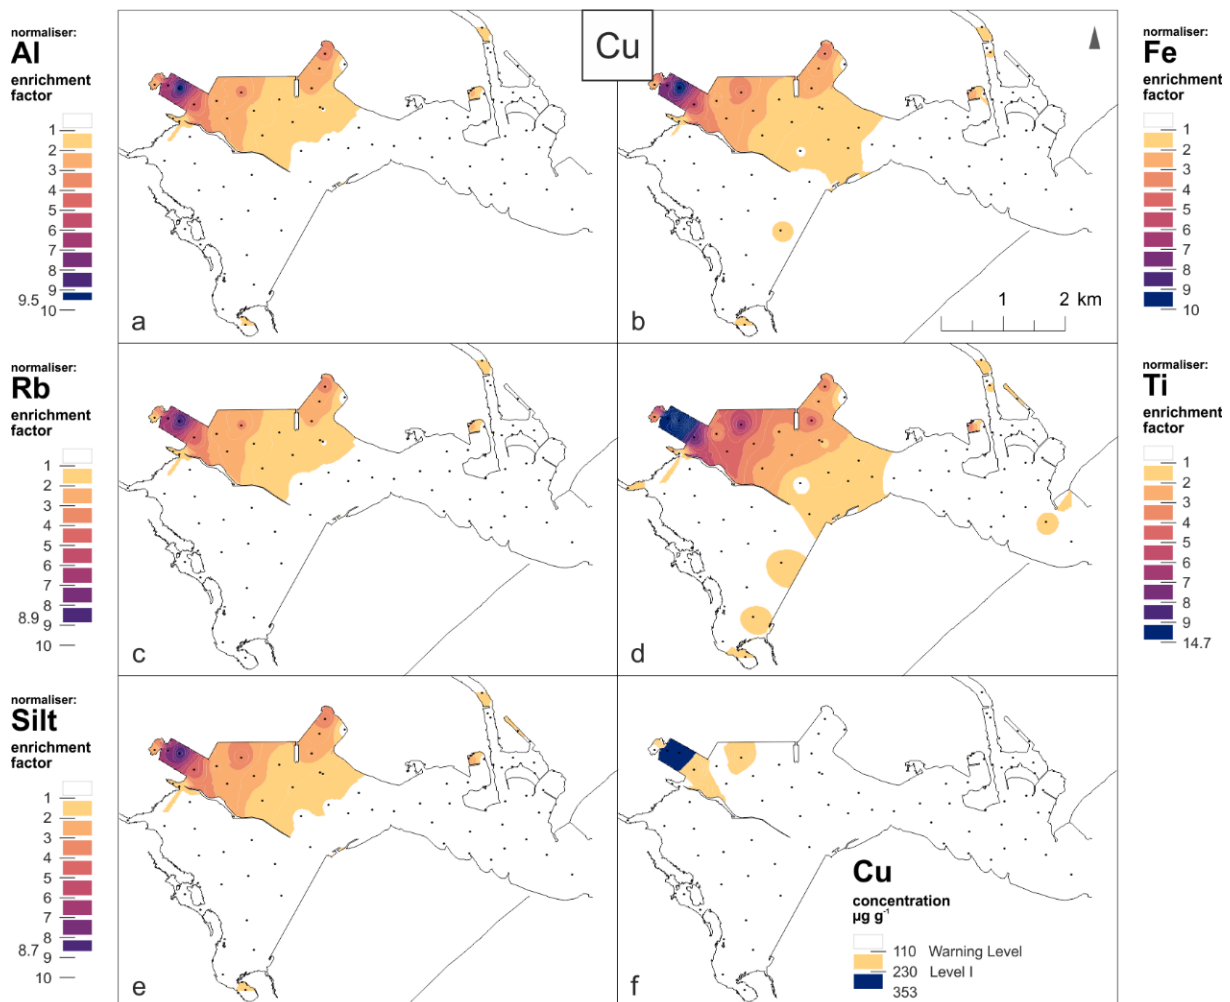 Cu
normaliser:
Al
enrichment
factor
1
2
3
4
5
6
7
8
9
9.5
10
a
normaliser:
Fe
enrichment
factor
1
2
3
4
5
6
7
8
9
10
1 2 km
b
normaliser:
Rb
enrichment
factor
1
2
3
4
5
6
7
8
8.9
9
10
c
normaliser:
Ti
enrichment
factor
1
2
3
4
5
6
7
8
9
14.7
d
normaliser:
Silt
enrichment
factor
1
2
3
4
5
6
7
8
8.7
9
10
e
Cu
concentration
µg g⁻¹
110 Warning Level
230 Level I
353
f